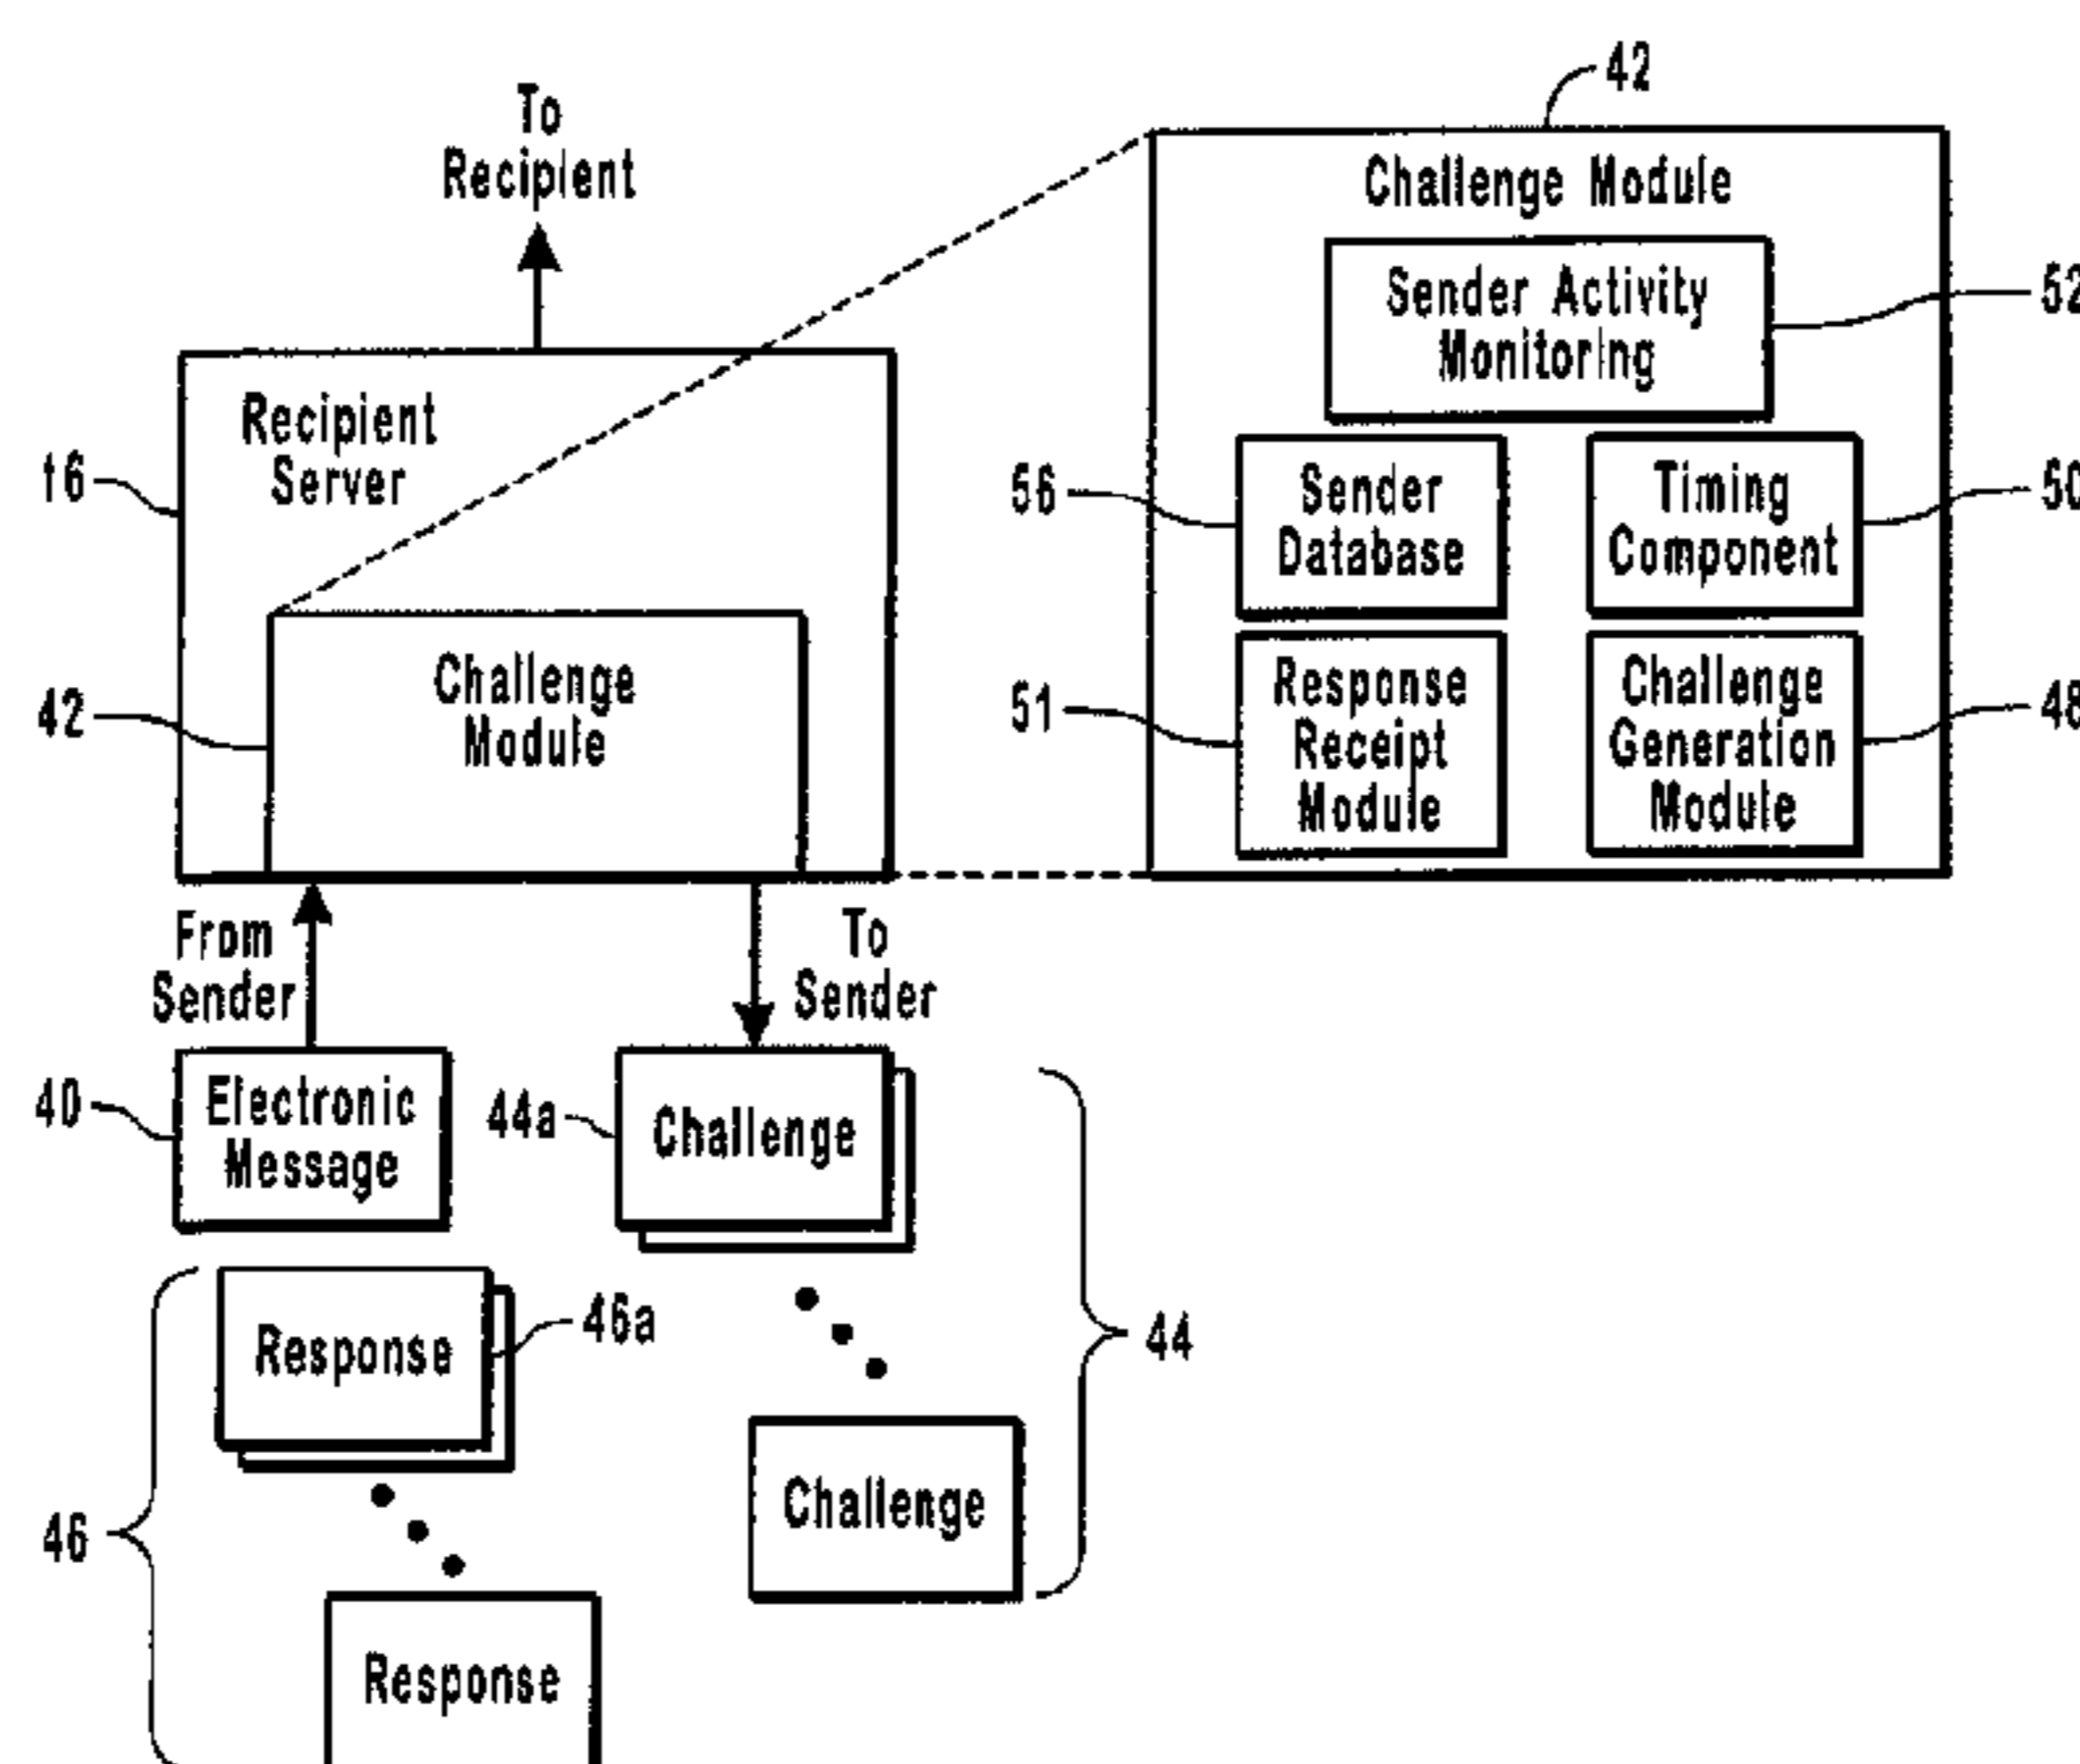 To
Recipient
42
Challenge Module
Sender Activity
Monitoring
52
Recipient
Server
16
56
Sender
Database
Timing
Component
50
42
Challenge
Module
51
Response
Receipt
Module
Challenge
Generation
Module
48
From
Sender
To
Sender
40
Electronic
Message
44a
Challenge
Response
46a
44
46
Challenge
Response